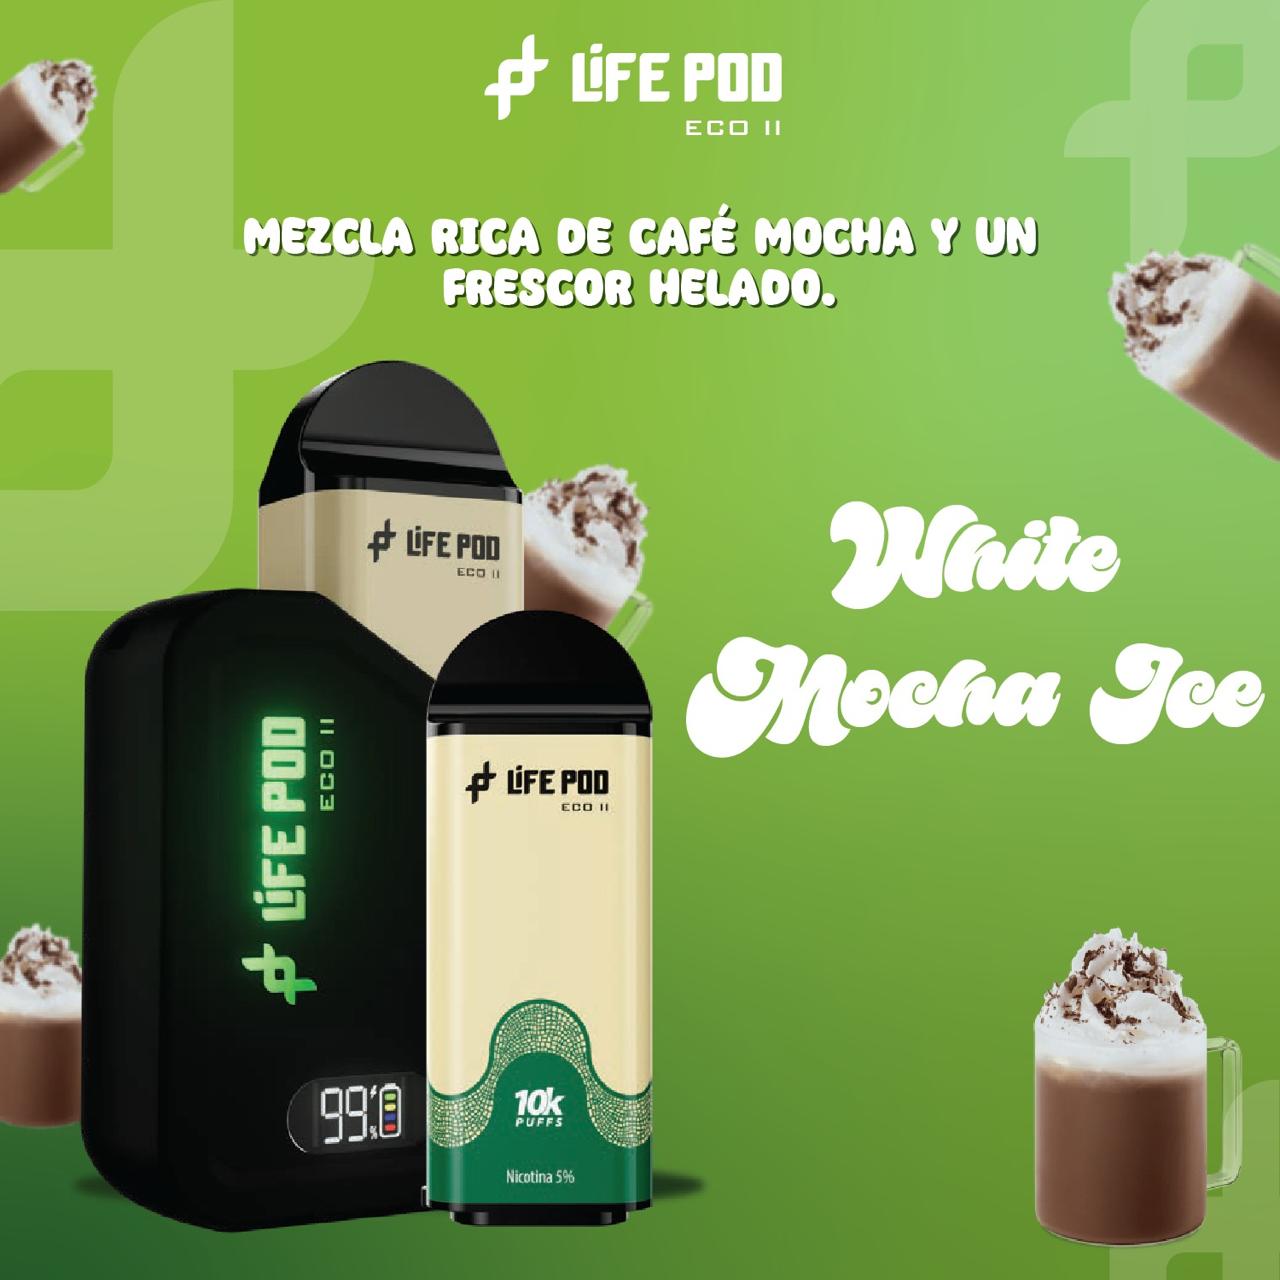 LiFE POD
ECO II
MEZCLA RICA DE CAFÉ MOCHA Y UN
FRESCOR HELADO.
LiFE POD
ECO II
White
Mocha Ice
LiFE POD
ECO II
LiFE POD
ECO II
99%
10k
PUFFS
Nicotina 5%